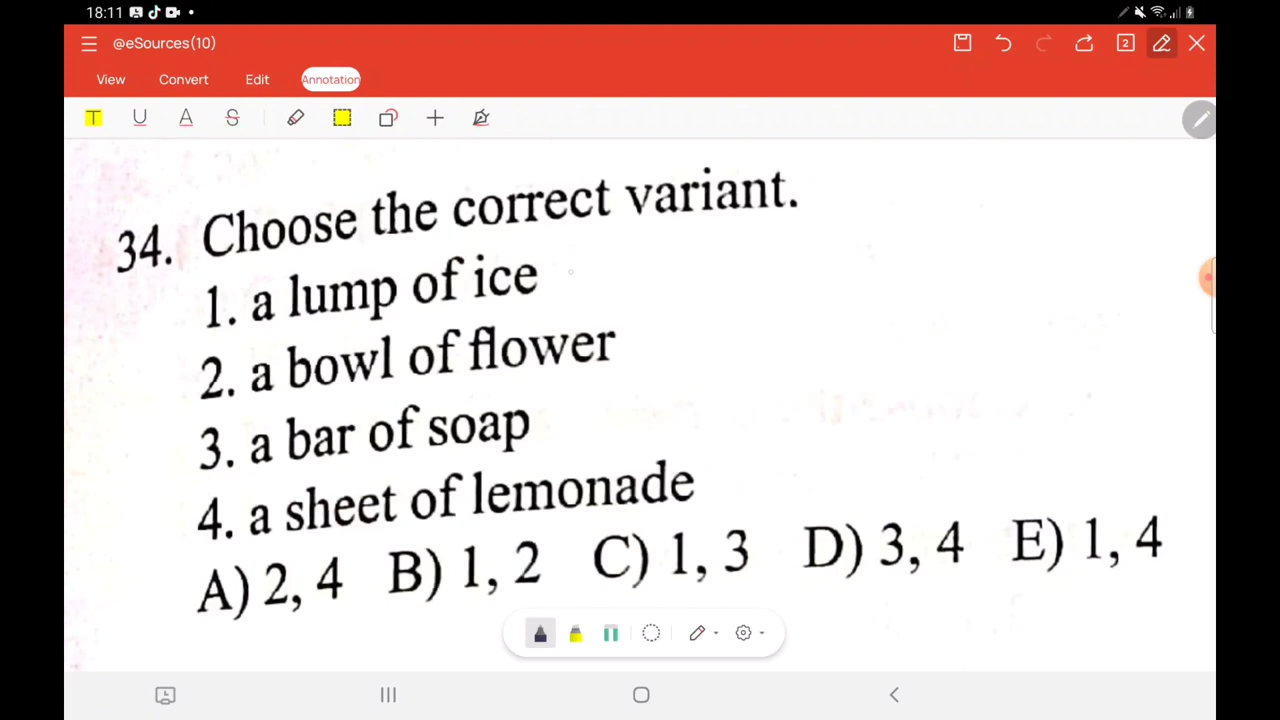 18:11
@eSources(10)
2
View Convert Edit Annotation
T U A S
34. Choose the correct variant.
1. a lump of ice
2. a bowl of flower
3. a bar of soap
4. a sheet of lemonade
A) 2, 4 B) 1, 2 C) 1, 3 D) 3, 4 E) 1, 4